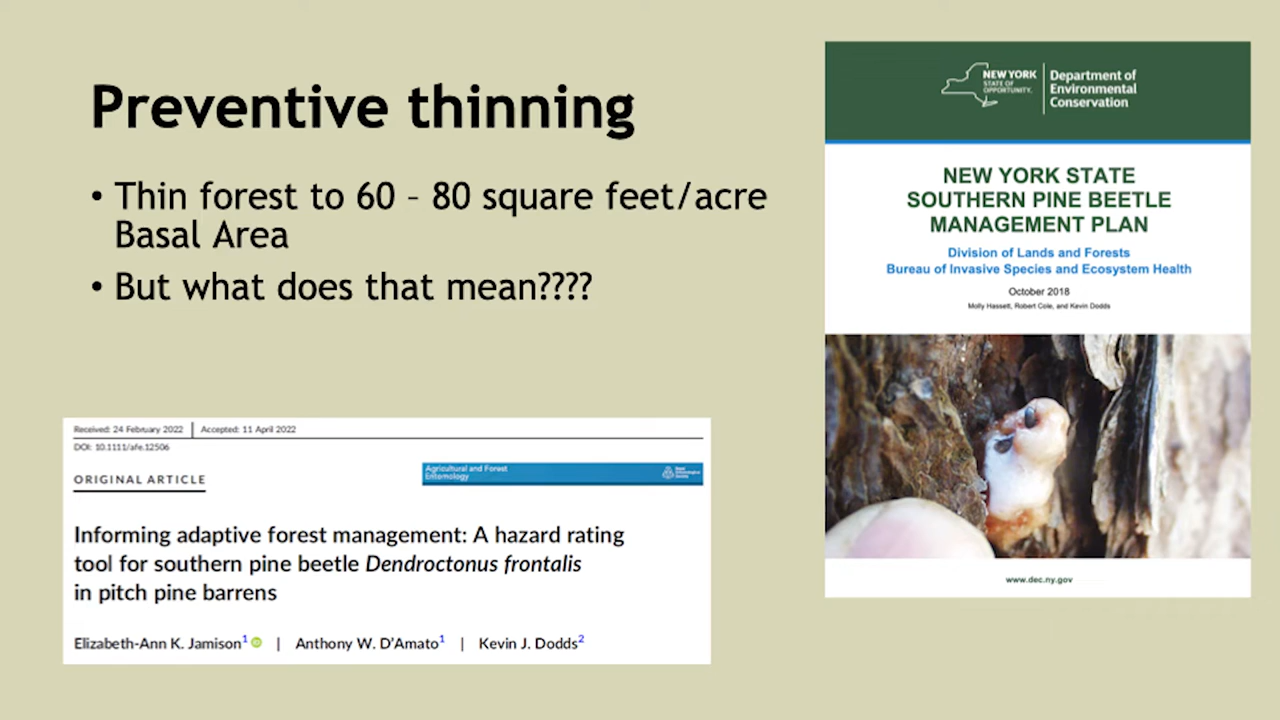 Preventive thinning
• Thin forest to 60 – 80 square feet/acre
Basal Area
• But what does that mean????
Received: 24 February 2022 | Accepted: 11 April 2022
DOI: 10.1111/afe.12506
ORIGINAL ARTICLE
Agricultural and Forest
Entomology
Informing adaptive forest management: A hazard rating
tool for southern pine beetle Dendroctonus frontalis
in pitch pine barrens
Elizabeth-Ann K. Jamison1 | Anthony W. D'Amato1 | Kevin J. Dodds2
NEW YORK
STATE OF
OPPORTUNITY.
Department of
Environmental
Conservation
NEW YORK STATE
SOUTHERN PINE BEETLE
MANAGEMENT PLAN
Division of Lands and Forests
Bureau of Invasive Species and Ecosystem Health
October 2018
Molly Hassett, Robert Cole, and Kevin Dodds
www.dec.ny.gov